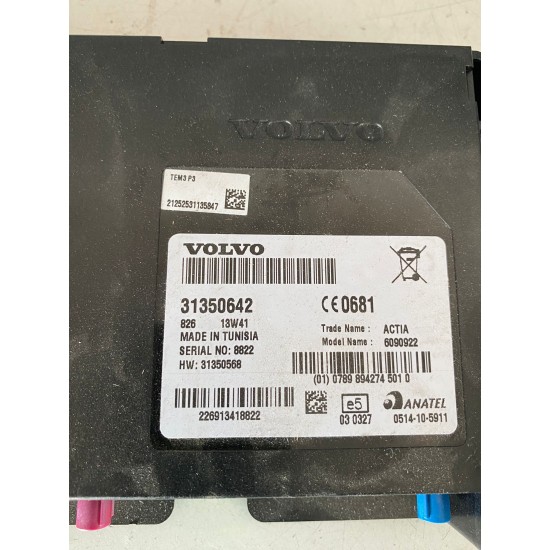 VOLVO
TEM3 P3
21252531135847
VOLVO
31350642
CE0681
826 13W41
MADE IN TUNISIA
SERIAL NO: 8822
HW: 31350568
Trade Name : ACTIA
Model Name : 6090922
(01) 0789 894274 501 0
226913418822
e5
03 0327
ANATEL
0514-10-5911